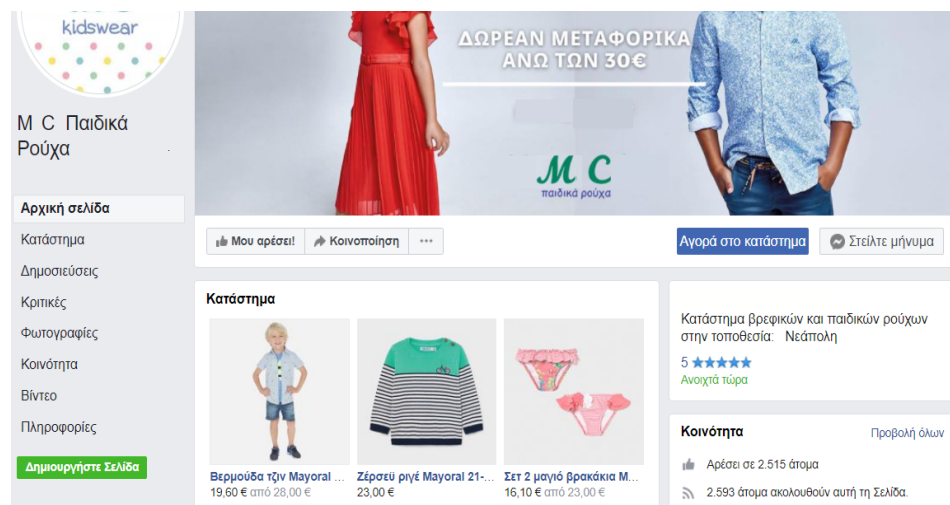 kidswear
M C Παιδικά
Ρούχα
Αρχική σελίδα
Κατάστημα
Δημοσιεύσεις
Κριτικές
Φωτογραφίες
Κοινότητα
Βίντεο
Πληροφορίες
Δημιουργήστε Σελίδα
ΔΩΡΕΑΝ ΜΕΤΑΦΟΡΙΚΑ
ΑΝΩ ΤΩΝ 30€
M C
παιδικά ρούχα
Μου αρέσει! Κοινοποίηση ...
Αγορά στο κατάστημα Στείλτε μήνυμα
Κατάστημα
Βερμούδα τζιν Mayoral ...
19,60 € από 28,00 €
Ζέρσεϋ ριγέ Mayoral 21-...
23,00 €
Σετ 2 μαγιό βρακάκια M...
16,10 € από 23,00 €
Κατάστημα βρεφικών και παιδικών ρούχων
στην τοποθεσία: Νεάπολη
5 ★★★★★
Ανοιχτά τώρα
Κοινότητα Προβολή όλων
Αρέσει σε 2.515 άτομα
2.593 άτομα ακολουθούν αυτή τη Σελίδα.